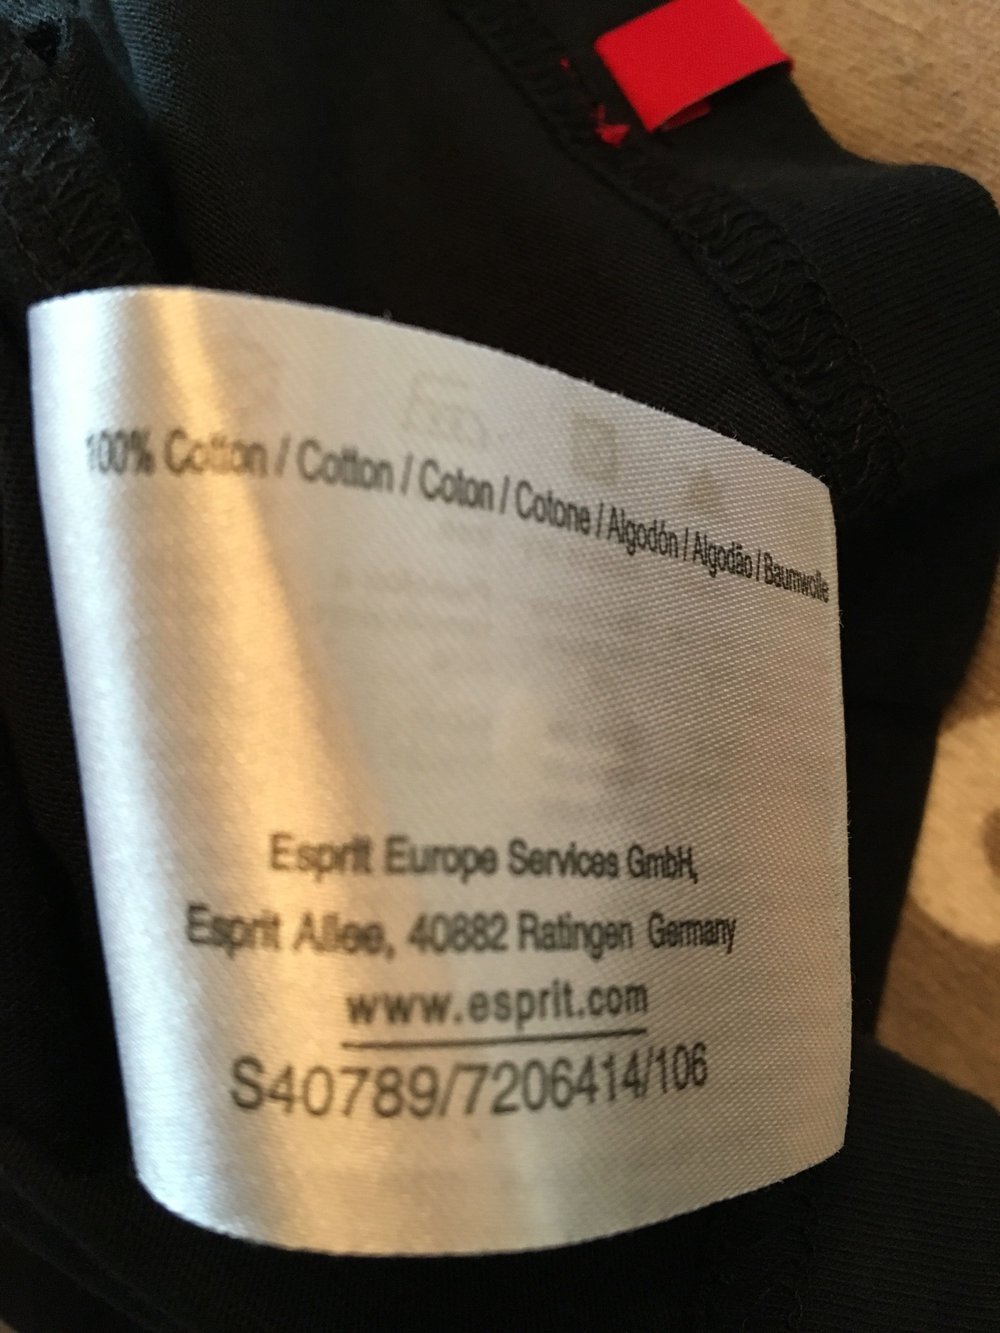 100% Cotton / Cotton / Coton / Cotone / Algodón / Algodão / Baumwolle
Esprit Europe Services GmbH,
Esprit Allee, 40882 Ratingen Germany
www.esprit.com
S40789/7206414/106